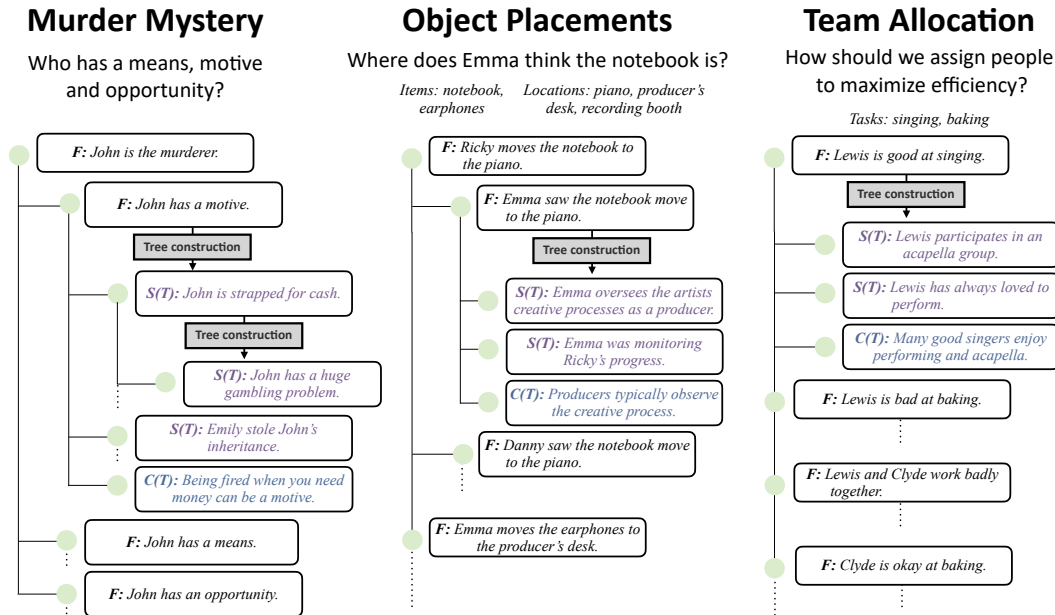 Murder Mystery
Who has a means, motive
and opportunity?
F: John is the murderer.
F: John has a motive.
Tree construction
S(T): John is strapped for cash.
Tree construction
S(T): John has a huge
gambling problem.
S(T): Emily stole John's
inheritance.
C(T): Being fired when you need
money can be a motive.
F: John has a means.
F: John has an opportunity.
Object Placements
Where does Emma think the notebook is?
Items: notebook,
earphones
Locations: piano, producer's
desk, recording booth
F: Ricky moves the notebook to
the piano.
F: Emma saw the notebook move
to the piano.
Tree construction
S(T): Emma oversees the artists
creative processes as a producer.
S(T): Emma was monitoring
Ricky's progress.
C(T): Producers typically observe
the creative process.
F: Danny saw the notebook move
to the piano.
F: Emma moves the earphones to
the producer's desk.
Team Allocation
How should we assign people
to maximize efficiency?
Tasks: singing, baking
F: Lewis is good at singing.
Tree construction
S(T): Lewis participates in an
acapella group.
S(T): Lewis has always loved to
perform.
C(T): Many good singers enjoy
performing and acapella.
F: Lewis is bad at baking.
F: Lewis and Clyde work badly
together.
F: Clyde is okay at baking.